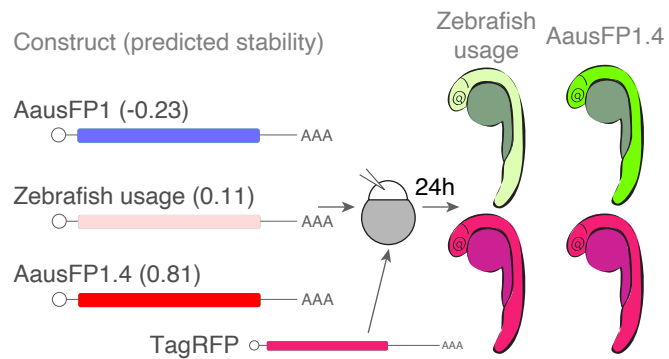 Construct (predicted stability)
Zebrafish
usage
AausFP1.4
AausFP1 (-0.23)
AAA
Zebrafish usage (0.11)
AAA
24h
AausFP1.4 (0.81)
AAA
TagRFP
AAA